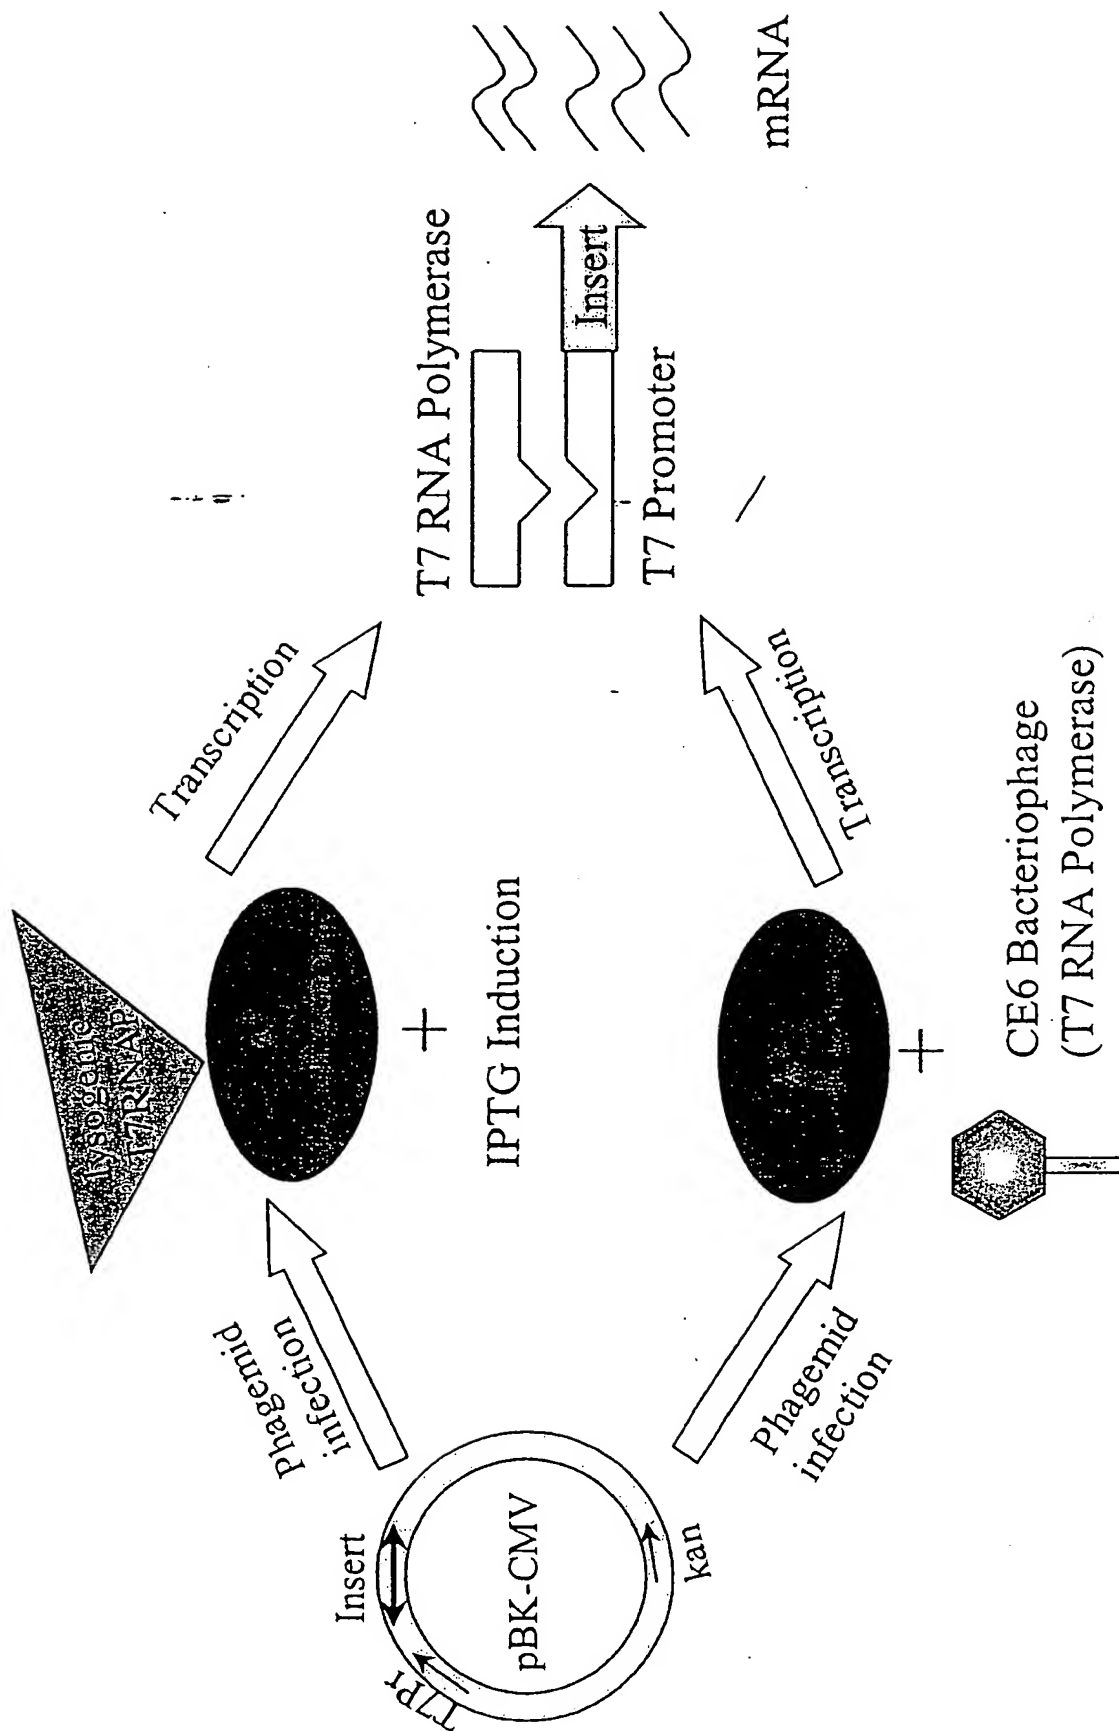 T7Pr
Insert
pBK-CMV
kan
Phagemid
infection
Phagemid
infection
Lysogenic
T7RNAP
IPTG Induction
CE6 Bacteriophage
(T7 RNA Polymerase)
Transcription
Transcription
T7 RNA Polymerase
Insert
T7 Promoter
mRNA